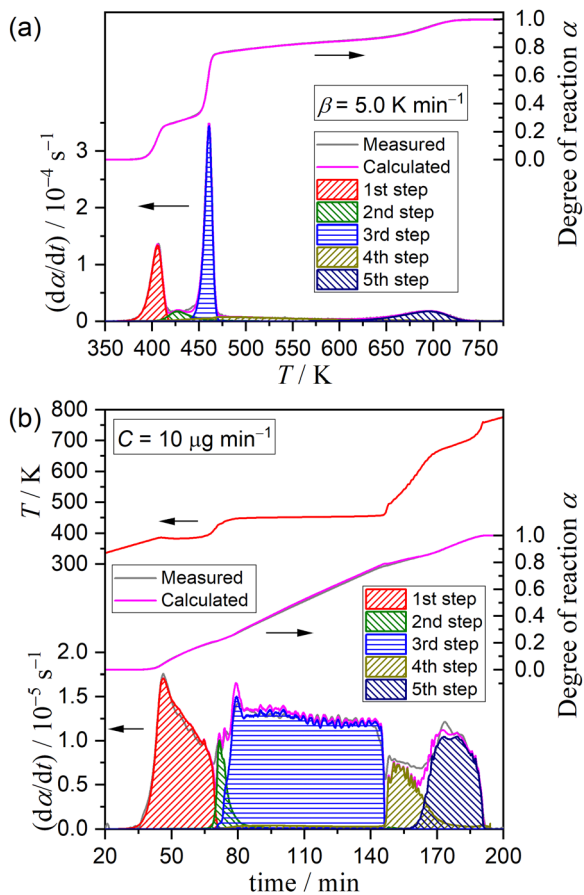 (a)
1.0
0.8
0.6
0.4
0.2
0.0
Degree of reaction α
β = 5.0 K min⁻¹
Measured
Calculated
1st step
2nd step
3rd step
4th step
5th step
3
2
1
0
(dα/dt) / 10⁻⁴ s⁻¹
350 400 450 500 550 600 650 700 750
T / K
(b)
800
750
700
450
400
350
300
T / K
C = 10 μg min⁻¹
1.0
0.8
0.6
0.4
0.2
0.0
Degree of reaction α
Measured
Calculated
1st step
2nd step
3rd step
4th step
5th step
2.0
1.5
1.0
0.5
0.0
(dα/dt) / 10⁻⁵ s⁻¹
20 50 80 110 140 170 200
time / min